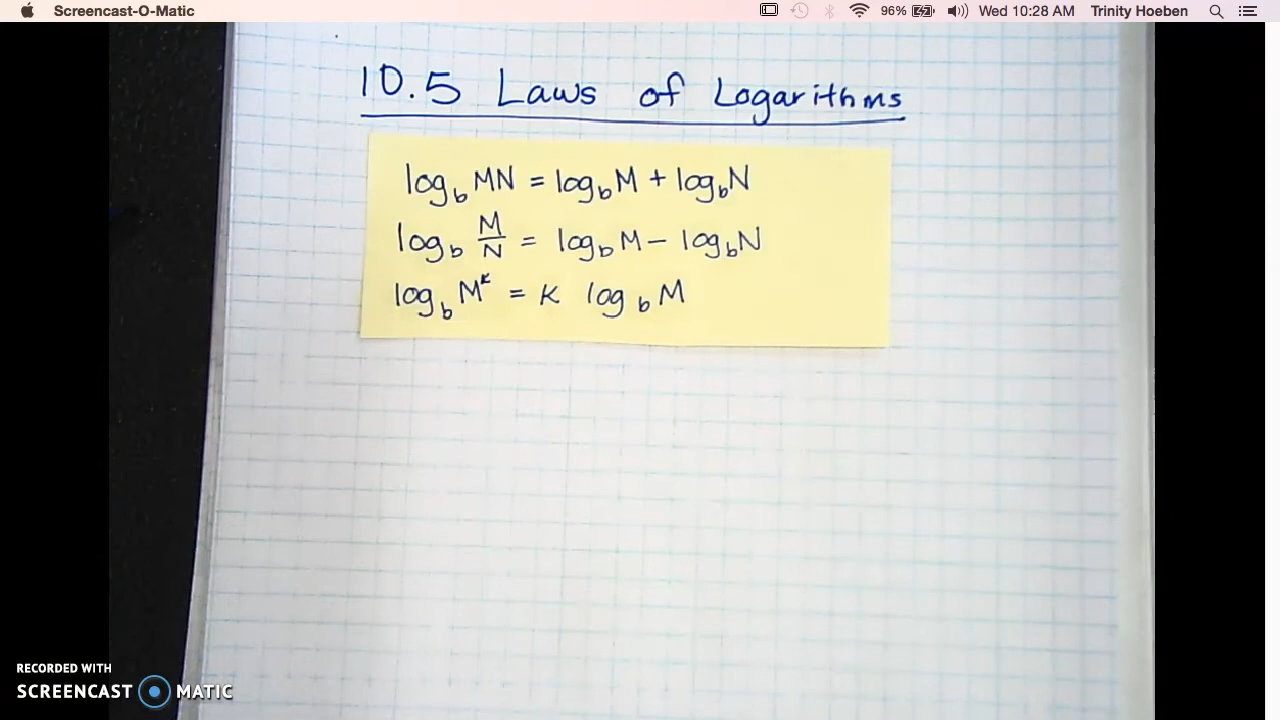 Screencast-O-Matic 96% Wed 10:28 AM Trinity Hoeben
10.5 Laws of Logarithms
log_b MN = log_b M + log_b N
log_b M/N = log_b M - log_b N
log_b M^K = K log_b M
RECORDED WITH
SCREENCAST MATIC